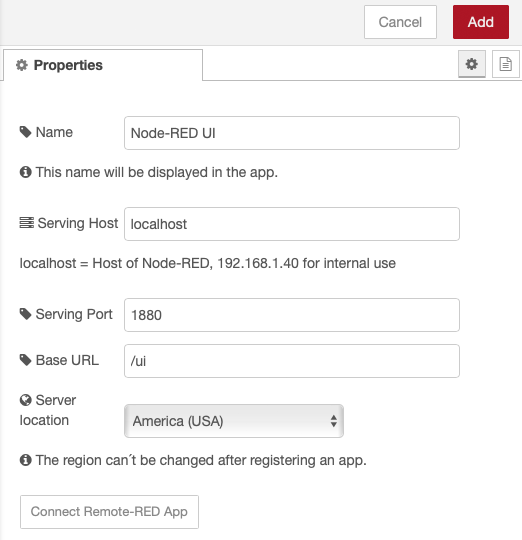 Cancel Add
Properties
Name Node-RED UI
This name will be displayed in the app.
Serving Host localhost
localhost = Host of Node-RED, 192.168.1.40 for internal use
Serving Port 1880
Base URL /ui
Server
location America (USA)
The region can´t be changed after registering an app.
Connect Remote-RED App